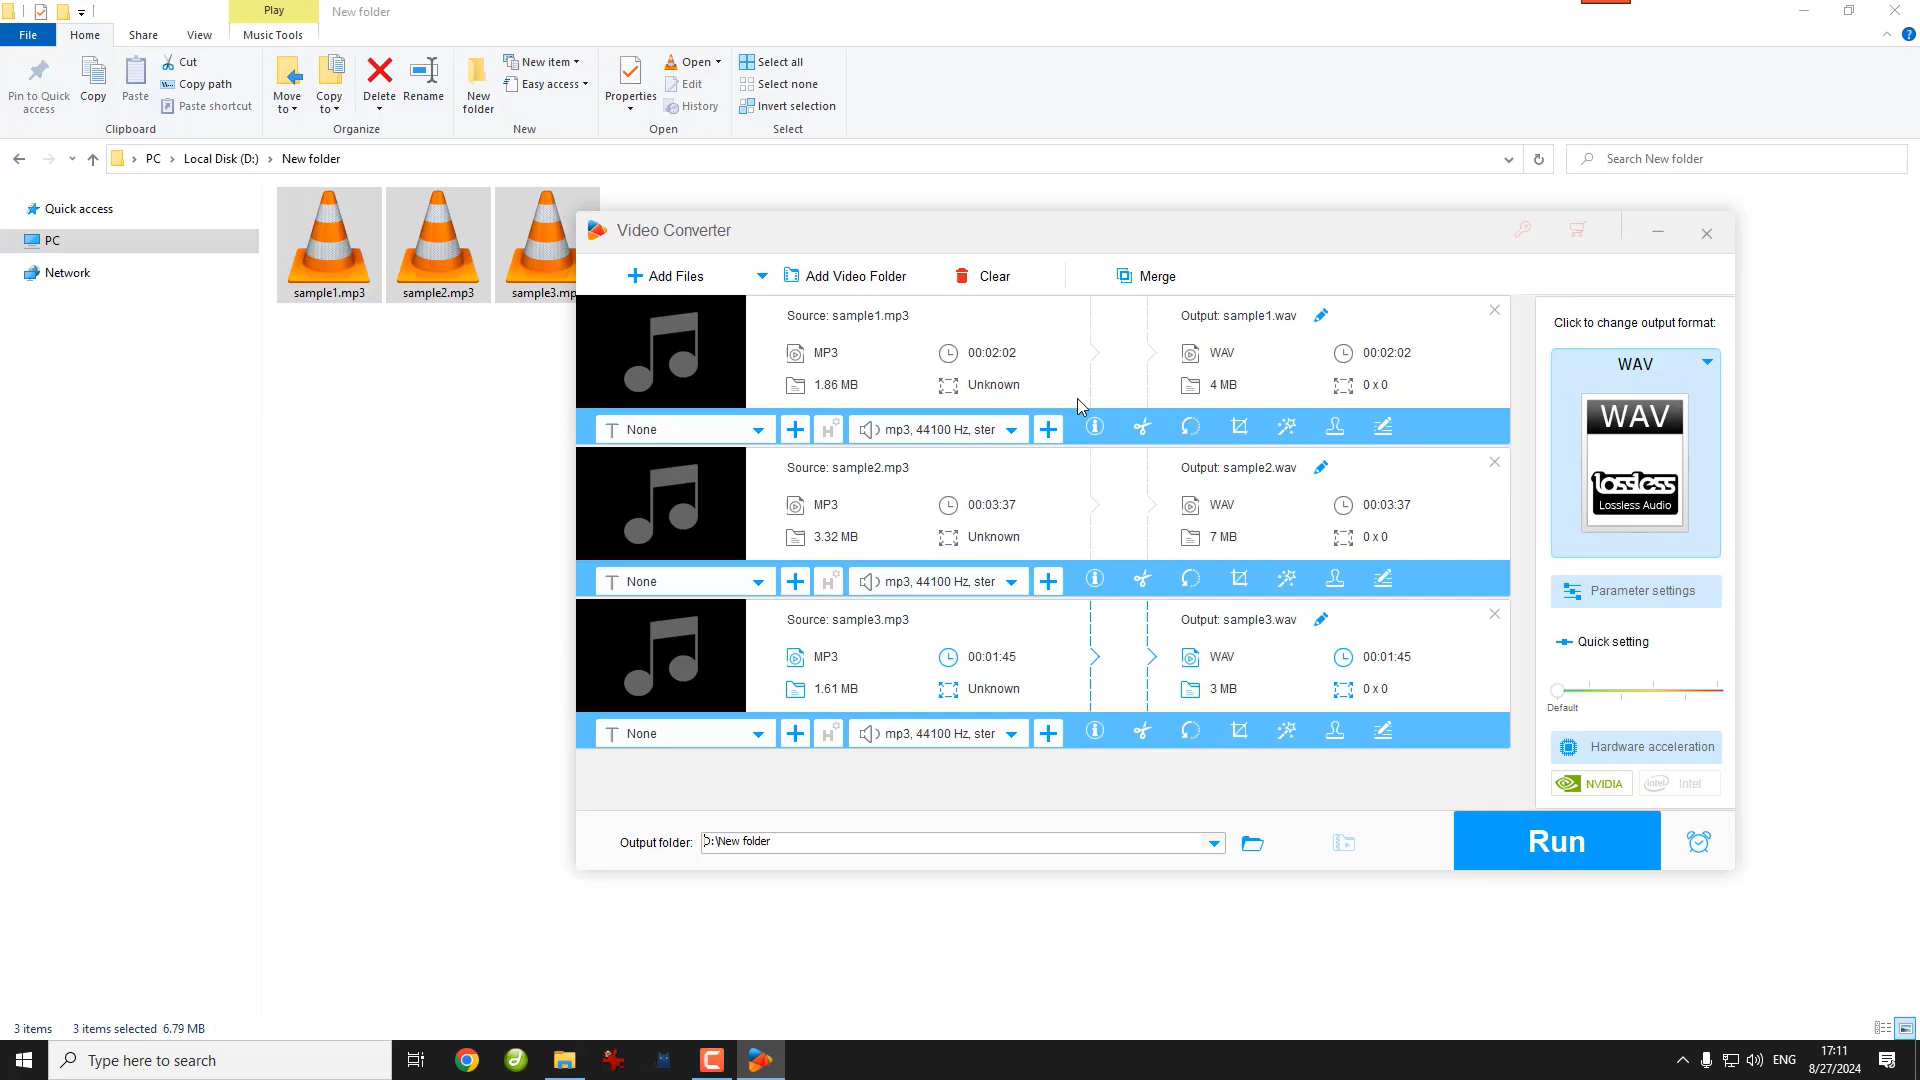 Play
New folder
File
Home
Share
View
Music Tools
Pin to Quick
access
Copy
Paste
Cut
Copy path
Paste shortcut
Clipboard
Move
to
Copy
to
Delete
Rename
Organize
New
folder
New item
Easy access
New
Properties
Open
Edit
History
Open
Select all
Select none
Invert selection
Select
PC
Local Disk (D:)
New folder
Search New folder
Quick access
PC
Network
sample1.mp3
sample2.mp3
sample3.mp
Video Converter
Add Files
Add Video Folder
Clear
Merge
Source: sample1.mp3
MP3
00:02:02
1.86 MB
Unknown
Output: sample1.wav
WAV
00:02:02
4 MB
0 x 0
None
mp3, 44100 Hz, ster
Source: sample2.mp3
MP3
00:03:37
3.32 MB
Unknown
Output: sample2.wav
WAV
00:03:37
7 MB
0 x 0
None
mp3, 44100 Hz, ster
Source: sample3.mp3
MP3
00:01:45
1.61 MB
Unknown
Output: sample3.wav
WAV
00:01:45
3 MB
0 x 0
None
mp3, 44100 Hz, ster
Click to change output format:
WAV
WAV
lossless
Lossless Audio
Parameter settings
Quick setting
Default
Hardware acceleration
NVIDIA
intel
Intel
Output folder:
D:\New folder
Run
3 items
3 items selected 6.79 MB
Type here to search
ENG
17:11
8/27/2024